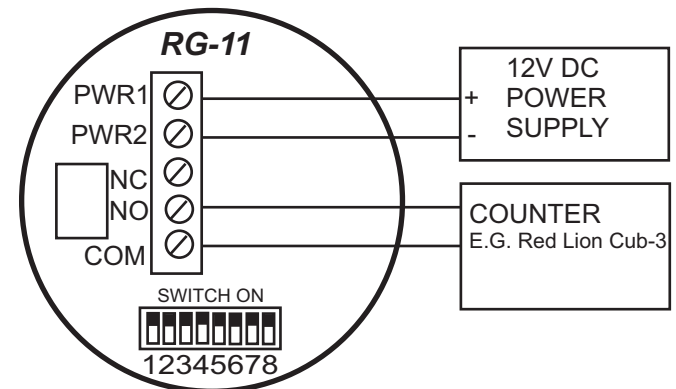 RG-11
PWR1
PWR2
NC
NO
COM
SWITCH ON
12345678
12V DC
+ POWER
- SUPPLY
COUNTER
E.G. Red Lion Cub-3